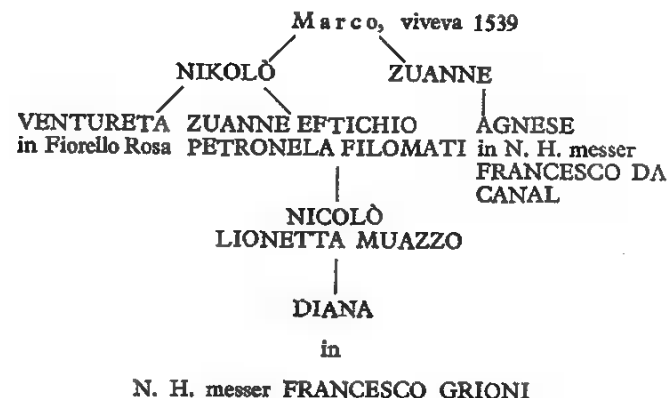 Marco, viveva 1539
NIKOLÒ ZUANNE
VENTURETA ZUANNE EFTICHIO AGNESE
in Fiorello Rosa PETRONELA FILOMATI in N. H. messer
FRANCESCO DA
CANAL
NICOLÒ
LIONETTA MUAZZO
DIANA
in
N. H. messer FRANCESCO GRIONI